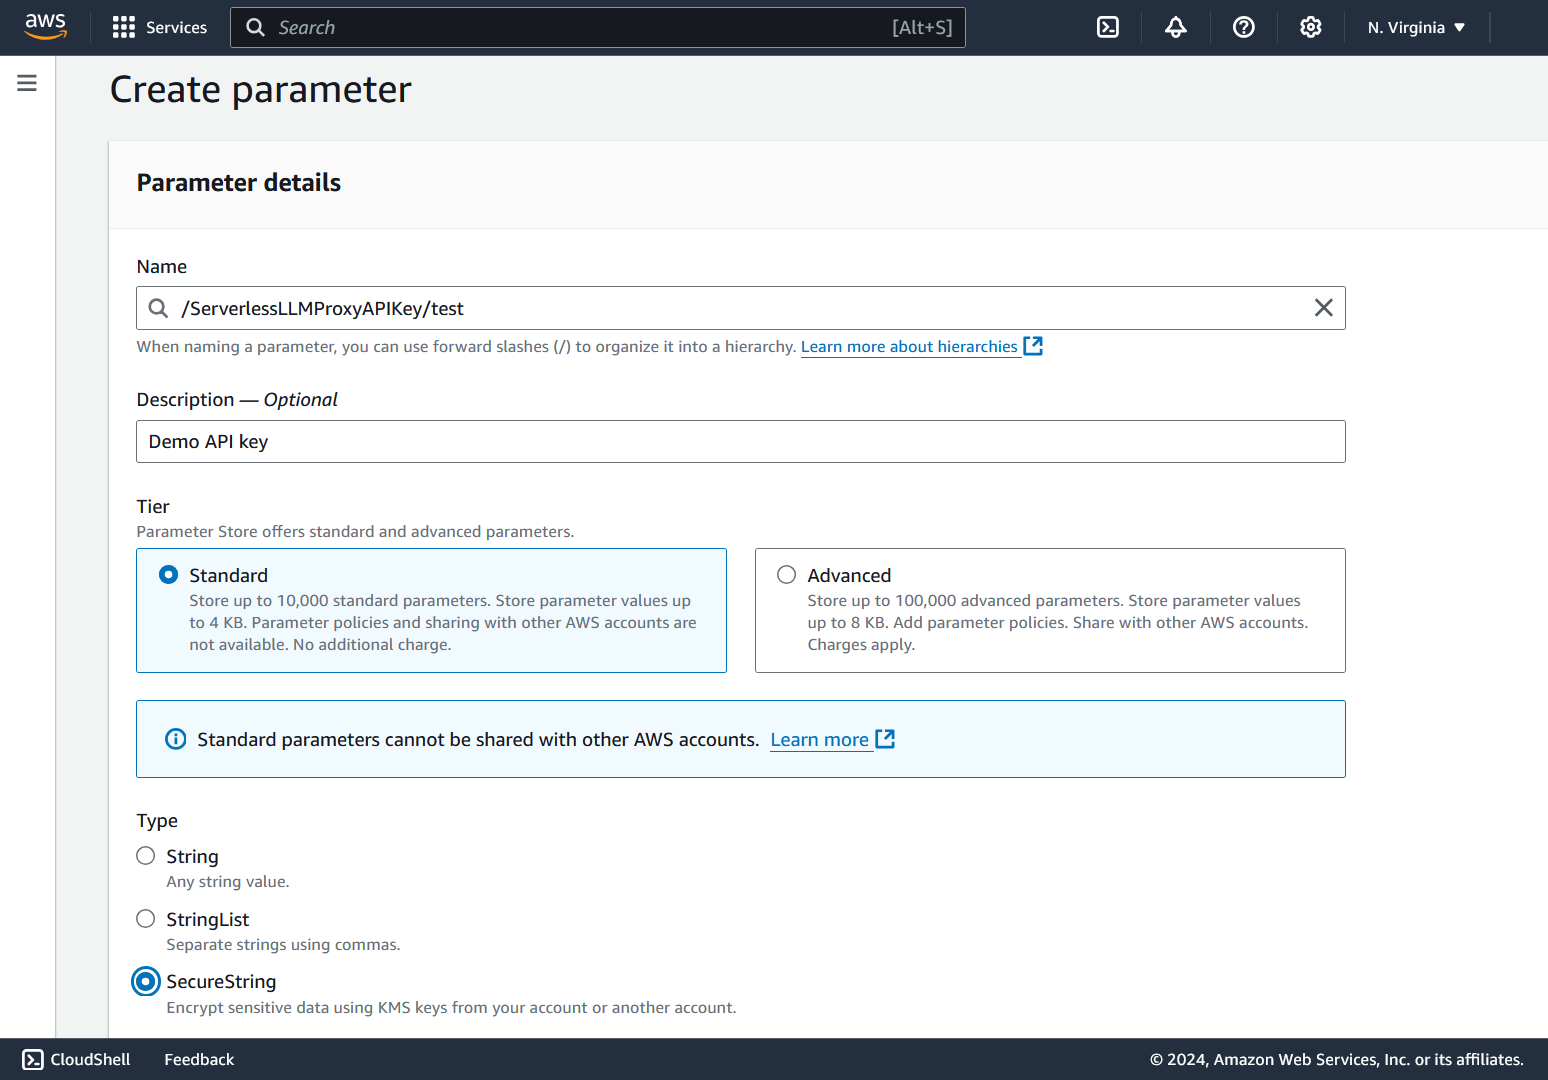 aws
Services
Search
[Alt+S]
N. Virginia
Create parameter
Parameter details
Name
/ServerlessLLMProxyAPIKey/test
When naming a parameter, you can use forward slashes (/) to organize it into a hierarchy. Learn more about hierarchies
Description — Optional
Demo API key
Tier
Parameter Store offers standard and advanced parameters.
Standard
Store up to 10,000 standard parameters. Store parameter values up
to 4 KB. Parameter policies and sharing with other AWS accounts are
not available. No additional charge.
Advanced
Store up to 100,000 advanced parameters. Store parameter values
up to 8 KB. Add parameter policies. Share with other AWS accounts.
Charges apply.
Standard parameters cannot be shared with other AWS accounts. Learn more
Type
String
Any string value.
StringList
Separate strings using commas.
SecureString
Encrypt sensitive data using KMS keys from your account or another account.
CloudShell
Feedback
© 2024, Amazon Web Services, Inc. or its affiliates.